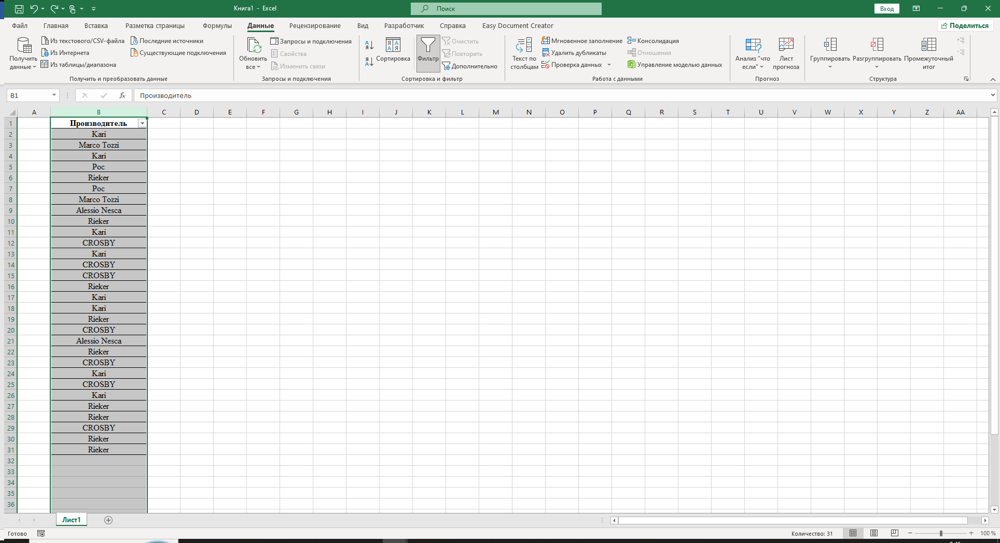 Книга1 - Excel
Поиск
Вход
Файл Главная Вставка Разметка страницы Формулы Данные Рецензирование Вид Разработчик Справка Easy Document Creator
Поделиться
Получить данные
Из текстового/CSV-файла
Из Интернета
Из таблицы/диапазона
Последние источники
Существующие подключения
Получить и преобразовать данные
Обновить все
Запросы и подключения
Свойства
Изменить связи
Запросы и подключения
Сортировка
Фильтр
Очистить
Повторить
Дополнительно
Сортировка и фильтр
Текст по столбцам
Мгновенное заполнение
Удалить дубликаты
Проверка данных
Консолидация
Отношения
Управление моделью данных
Работа с данными
Анализ "что если"
Лист прогноза
Прогноз
Группировать
Разгруппировать
Промежуточный итог
Структура
B1
fx
Производитель
A B C D E F G H I J K L M N O P Q R S T U V W X Y Z AA
1 Производитель
2 Kari
3 Marco Tozzi
4 Kari
5 Рос
6 Rieker
7 Рос
8 Marco Tozzi
9 Alessio Nesca
10 Rieker
11 Kari
12 CROSBY
13 Kari
14 CROSBY
15 CROSBY
16 Rieker
17 Kari
18 Kari
19 Rieker
20 CROSBY
21 Alessio Nesca
22 Rieker
23 CROSBY
24 Kari
25 CROSBY
26 Kari
27 Rieker
28 Rieker
29 CROSBY
30 Rieker
31 Rieker
32
33
34
35
36
Лист1
Готово
Количество: 31
100 %